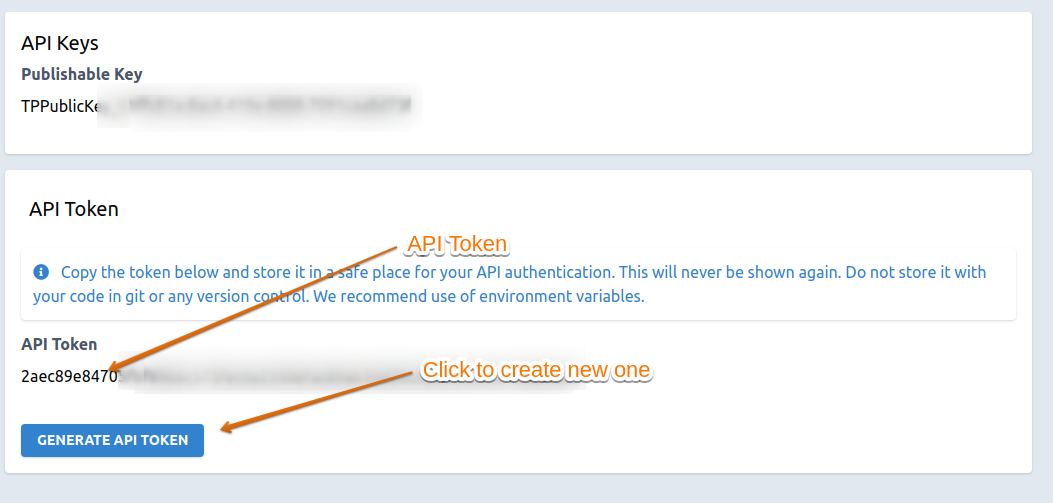 API Keys
Publishable Key
TPPublicKe
API Token
API Token
Copy the token below and store it in a safe place for your API authentication. This will never be shown again. Do not store it with
your code in git or any version control. We recommend use of environment variables.
API Token
2aec89e8470
Click to create new one
GENERATE API TOKEN